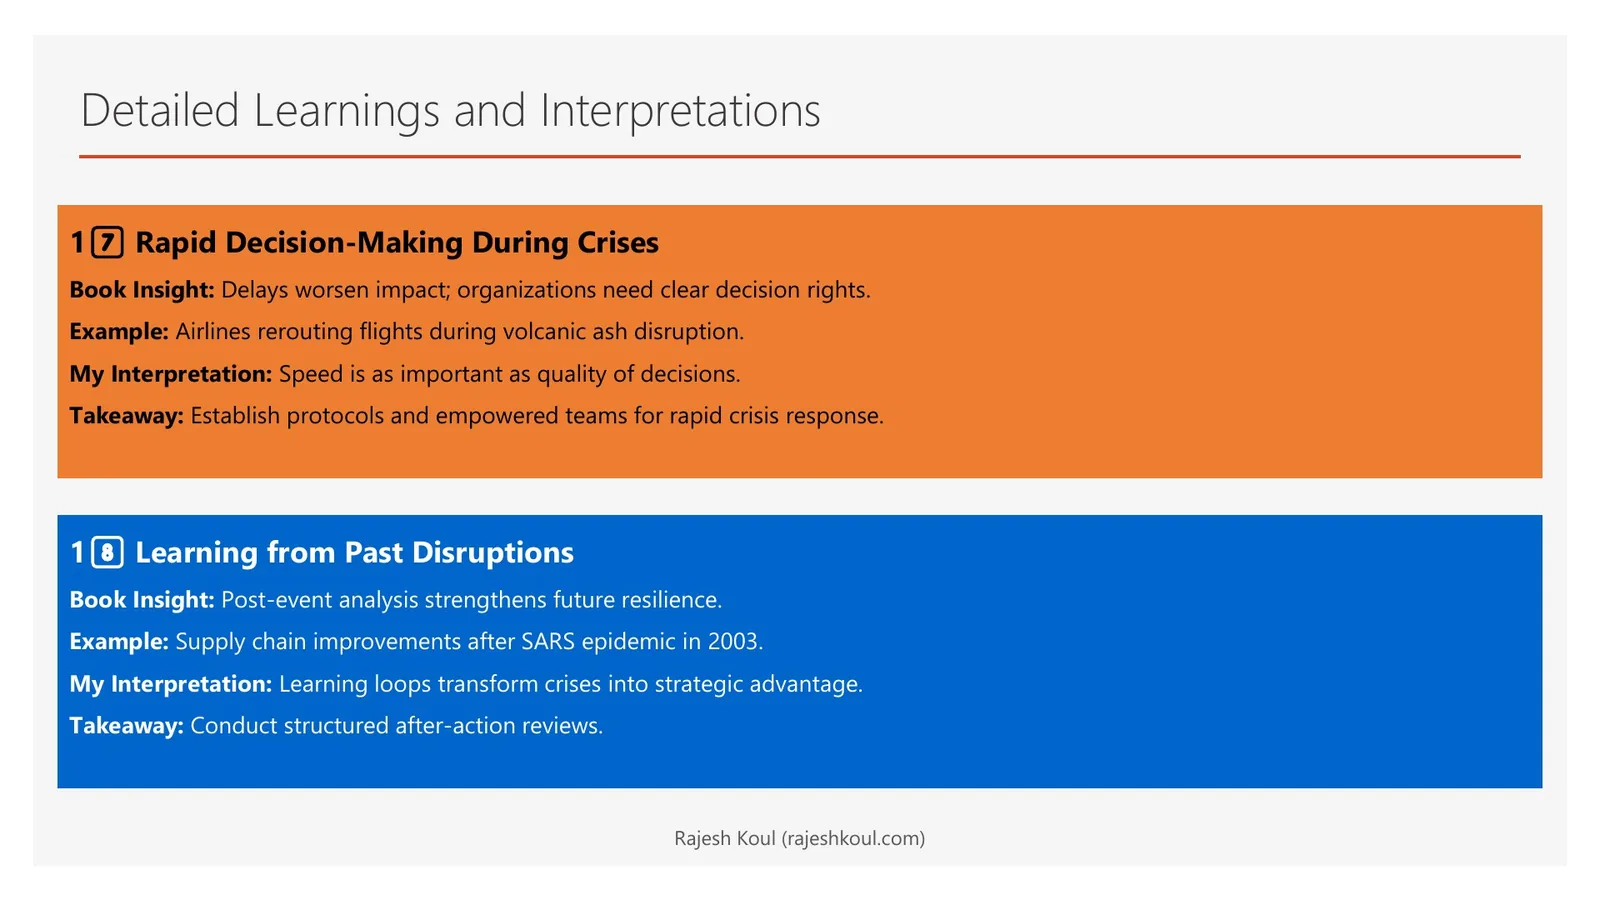 Detailed Learnings and Interpretations
17️⃣ Rapid Decision-Making During Crises
Book Insight: Delays worsen impact; organizations need clear decision rights.
Example: Airlines rerouting flights during volcanic ash disruption.
My Interpretation: Speed is as important as quality of decisions.
Takeaway: Establish protocols and empowered teams for rapid crisis response.
18️⃣ Learning from Past Disruptions
Book Insight: Post-event analysis strengthens future resilience.
Example: Supply chain improvements after SARS epidemic in 2003.
My Interpretation: Learning loops transform crises into strategic advantage.
Takeaway: Conduct structured after-action reviews.
Rajesh Koul (rajeshkoul.com)